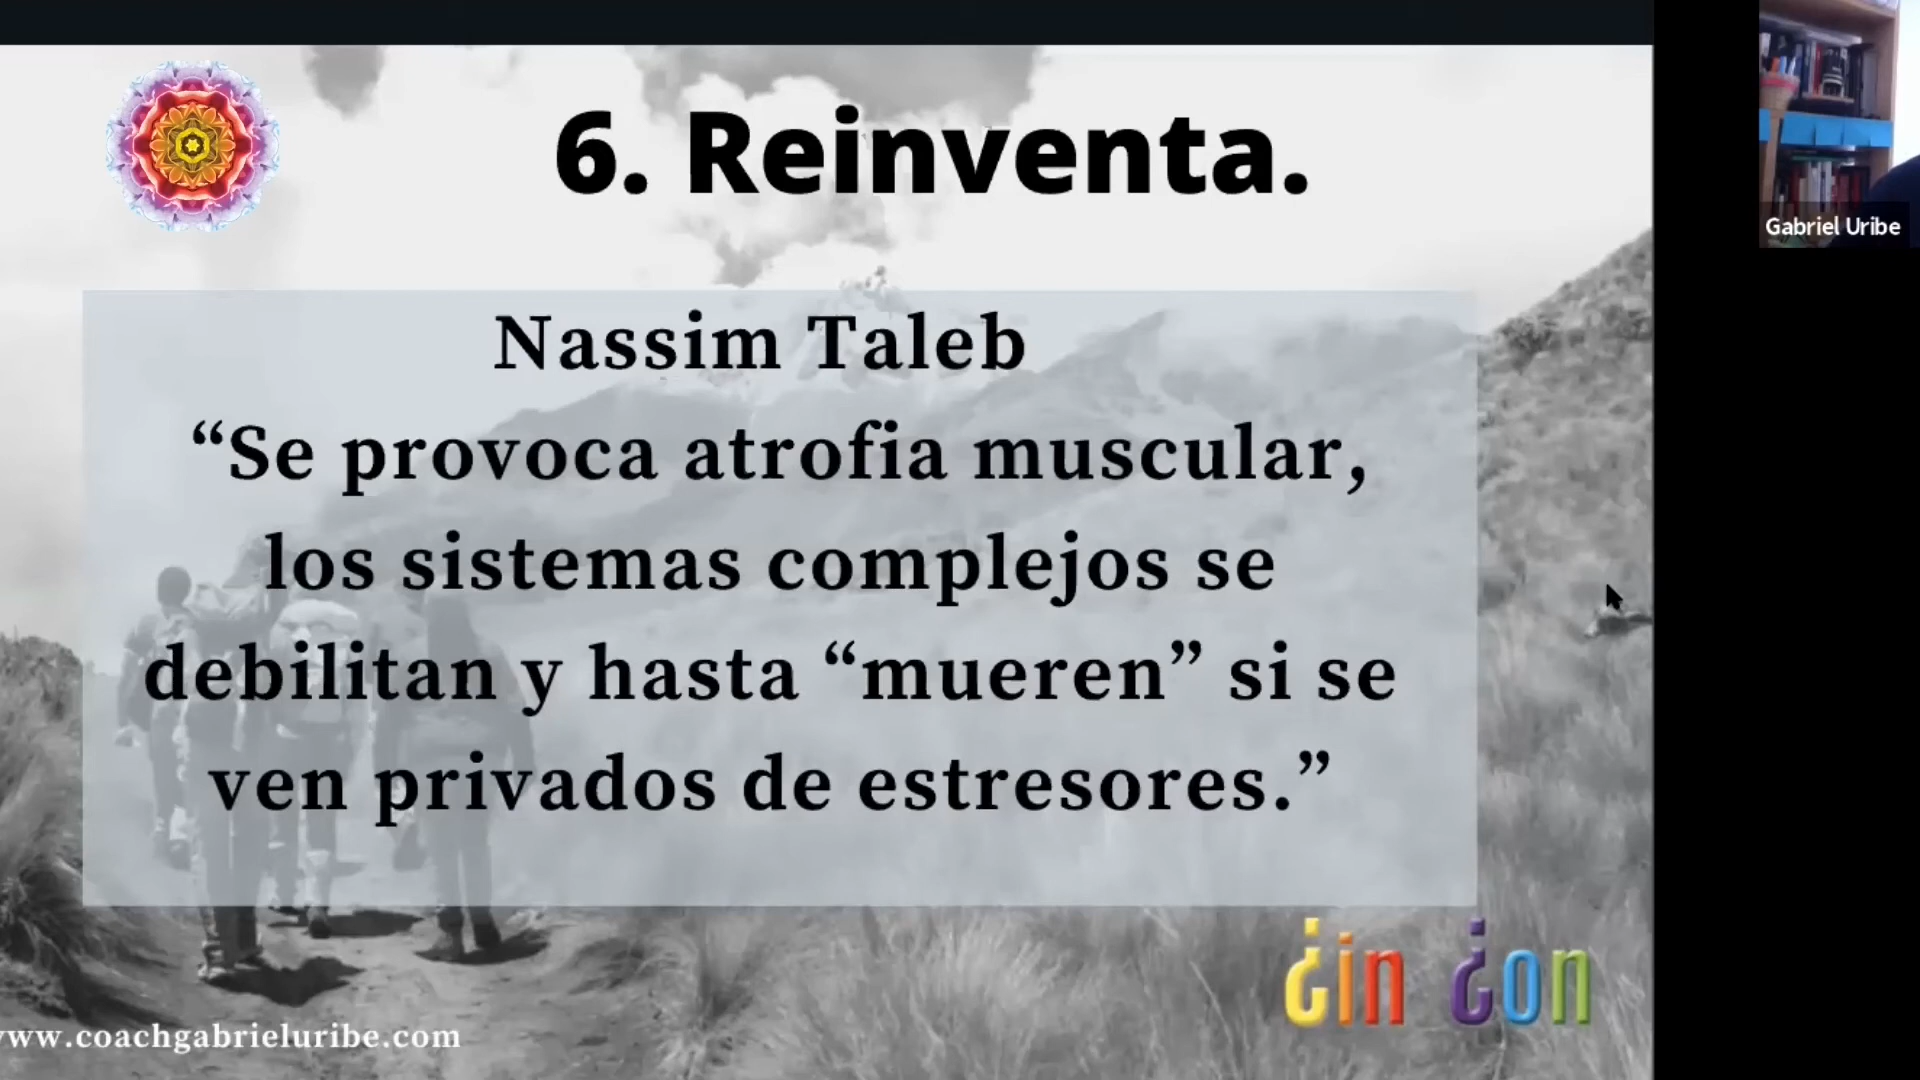 6. Reinventa.
Gabriel Uribe
Nassim Taleb
“Se provoca atrofia muscular,
los sistemas complejos se
debilitan y hasta “mueren” si se
ven privados de estresores.”
¿in ¿on
www.coachgabrieluribe.com